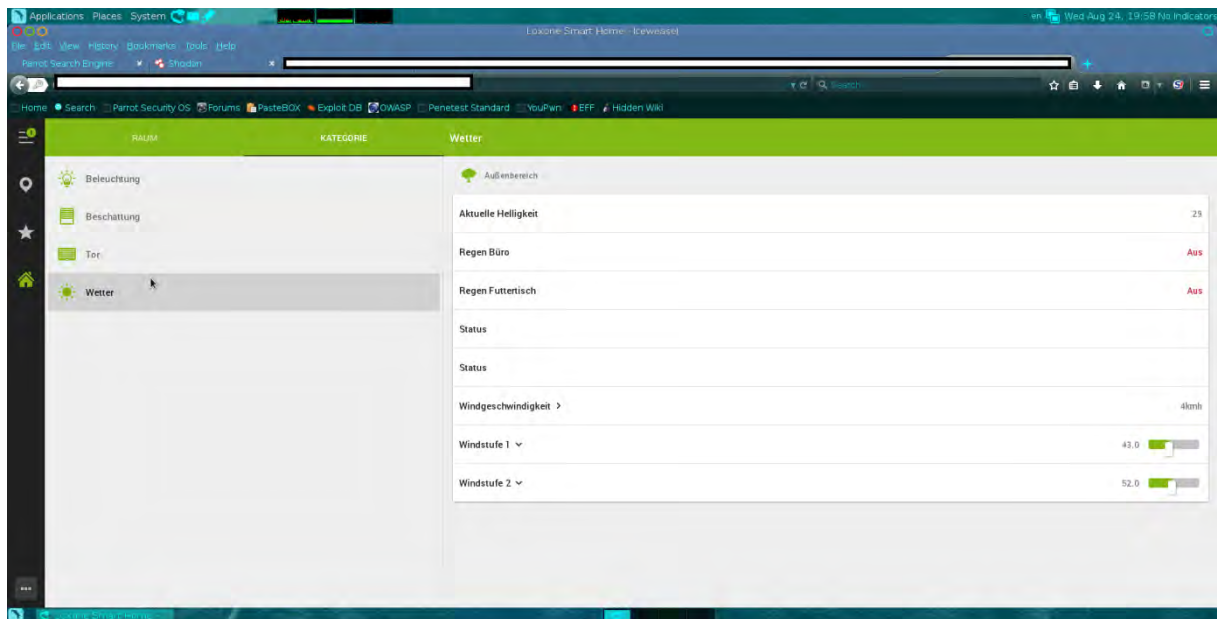 Applications Places System
en Wed Aug 24, 19:58 No Indicators
Loxone Smart Home - Iceweasel
File Edit View History Bookmarks Tools Help
Parrot Search Engine Shodan
Search
Home Search Parrot Security OS Forums PasteBOX Exploit DB OWASP Penetest Standard YouPwn EFF Hidden Wiki
RAUM KATEGORIE Wetter
Beleuchtung
Beschattung
Tor
Wetter
Außenbereich
Aktuelle Helligkeit 29
Regen Büro Aus
Regen Futtertisch Aus
Status
Status
Windgeschwindigkeit > 4kmh
Windstufe 1 43.0
Windstufe 2 52.0